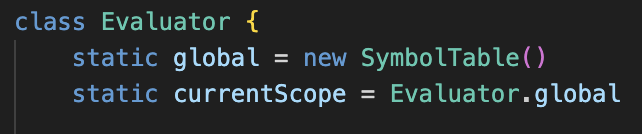 class Evaluator {
static global = new SymbolTable()
static currentScope = Evaluator.global